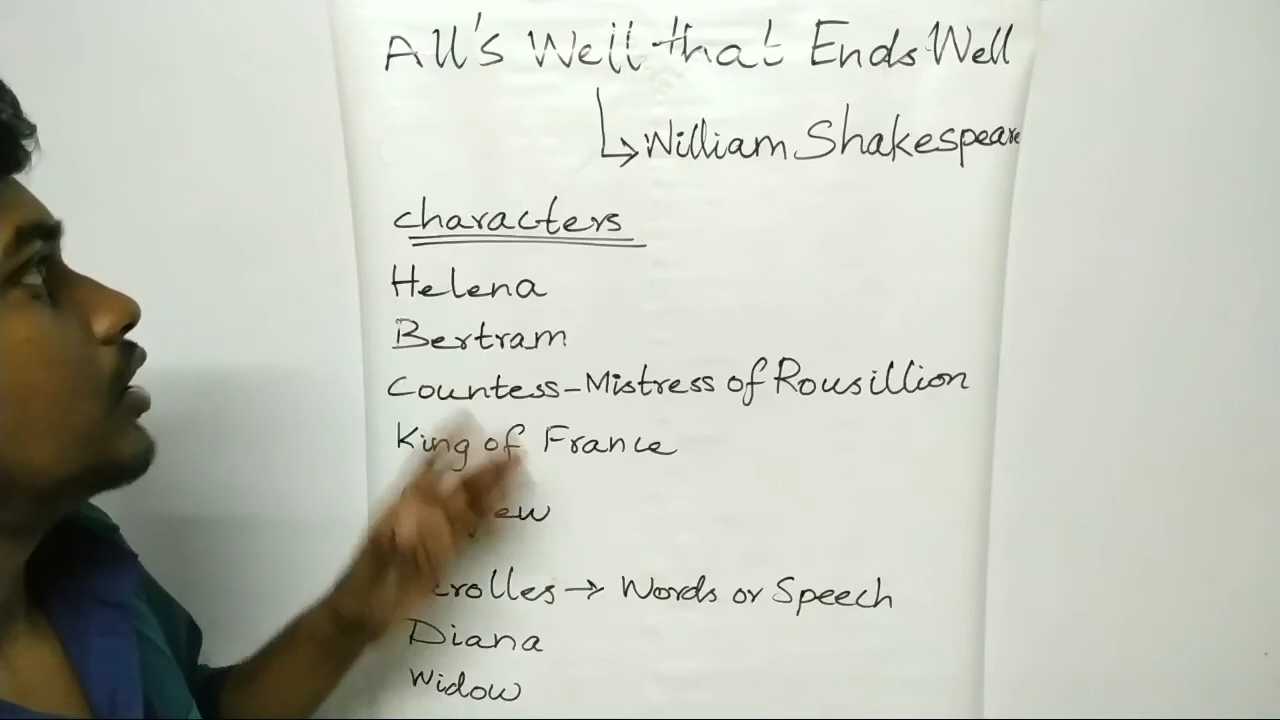 All's Well that Ends Well
William Shakespeare
characters
Helena
Bertram
Countess-Mistress of Rousillion
King of France
→ Words or Speech
Diana
Widow